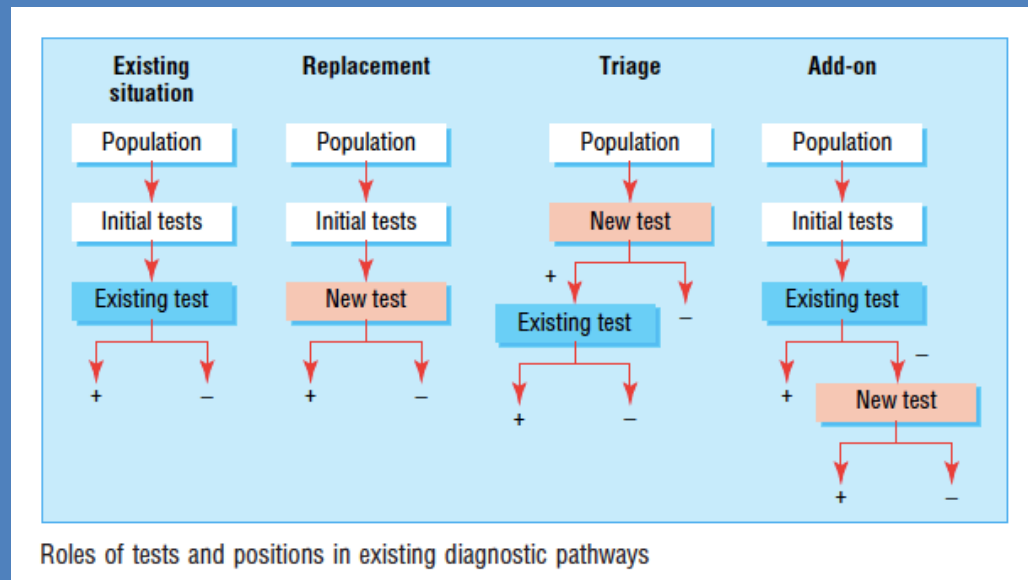 Existing
situation
Population
Initial tests
Existing test
+
–
Replacement
Population
Initial tests
New test
+
–
Triage
Population
New test
+
–
Existing test
+
–
Add-on
Population
Initial tests
Existing test
+
–
New test
+
–
Roles of tests and positions in existing diagnostic pathways